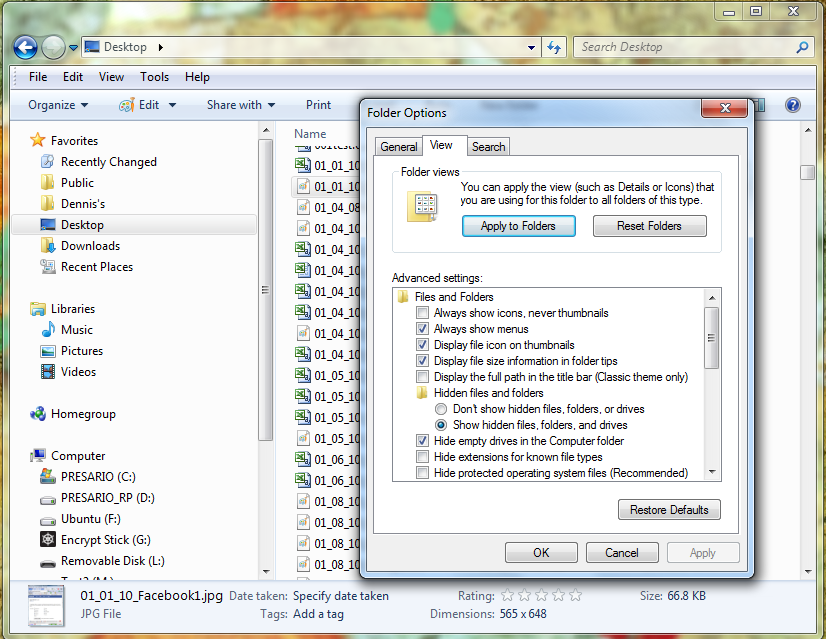 Desktop
Search Desktop
File Edit View Tools Help
Organize Edit Share with Print
Favorites
Recently Changed
Public
Dennis's
Desktop
Downloads
Recent Places
Libraries
Music
Pictures
Videos
Homegroup
Computer
PRESARIO (C:)
PRESARIO_RP (D:)
Ubuntu (F:)
Encrypt Stick (G:)
Removable Disk (L:)
Name
01_01_10
01_01_10
01_04_08
01_04_10
01_04_10
01_04_10
01_04_10
01_04_10
01_04_10
01_04_10
01_05_10
01_05_10
01_05_10
01_05_10
01_06_10
01_06_10
01_08_10
01_08_10
01_08_10
01_08_10
Folder Options
General View Search
Folder views
You can apply the view (such as Details or Icons) that
you are using for this folder to all folders of this type.
Apply to Folders Reset Folders
Advanced settings:
Files and Folders
Always show icons, never thumbnails
Always show menus
Display file icon on thumbnails
Display file size information in folder tips
Display the full path in the title bar (Classic theme only)
Hidden files and folders
Don't show hidden files, folders, or drives
Show hidden files, folders, and drives
Hide empty drives in the Computer folder
Hide extensions for known file types
Hide protected operating system files (Recommended)
Restore Defaults
OK Cancel Apply
01_01_10_Facebook1.jpg Date taken: Specify date taken Rating: Size: 66.8 KB
JPG File Tags: Add a tag Dimensions: 565 x 648